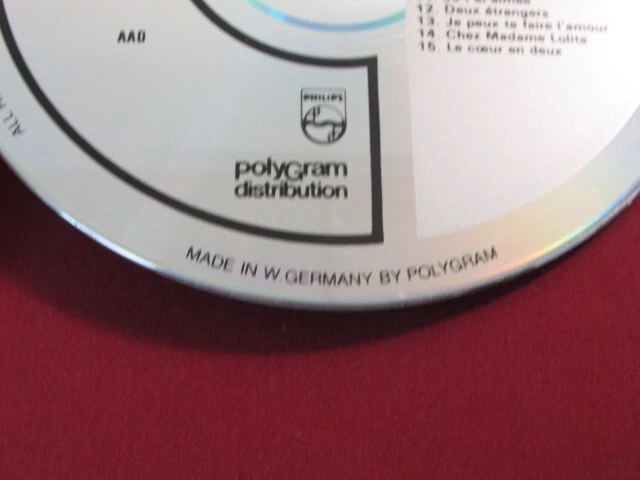 12. Deux étrangers
13. Je peux te faire l'amour
14. Chez Madame Lolita
15. Le cœur en deux
AAD
PHILIPS
polyGram
distribution
ALL
MADE IN W. GERMANY BY POLYGRAM